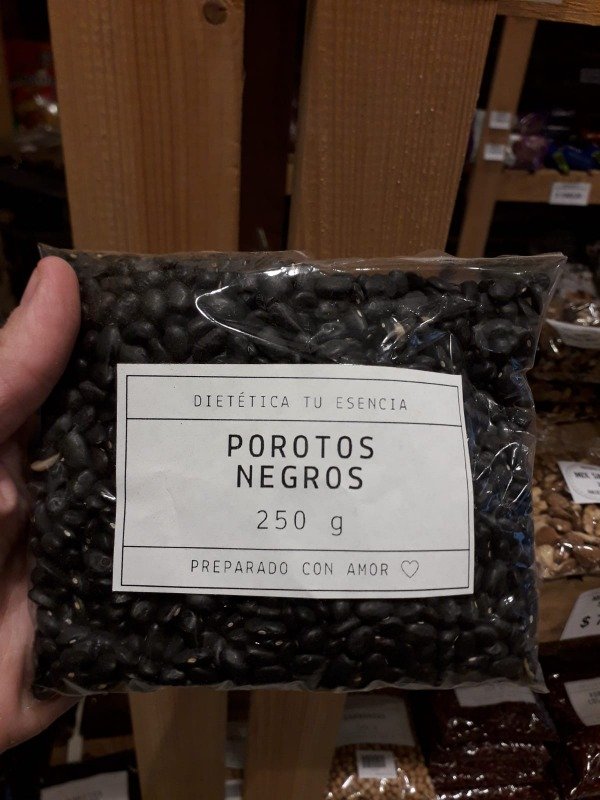 DIETÉTICA TU ESENCIA
POROTOS
NEGROS
250 g
PREPARADO CON AMOR ♡